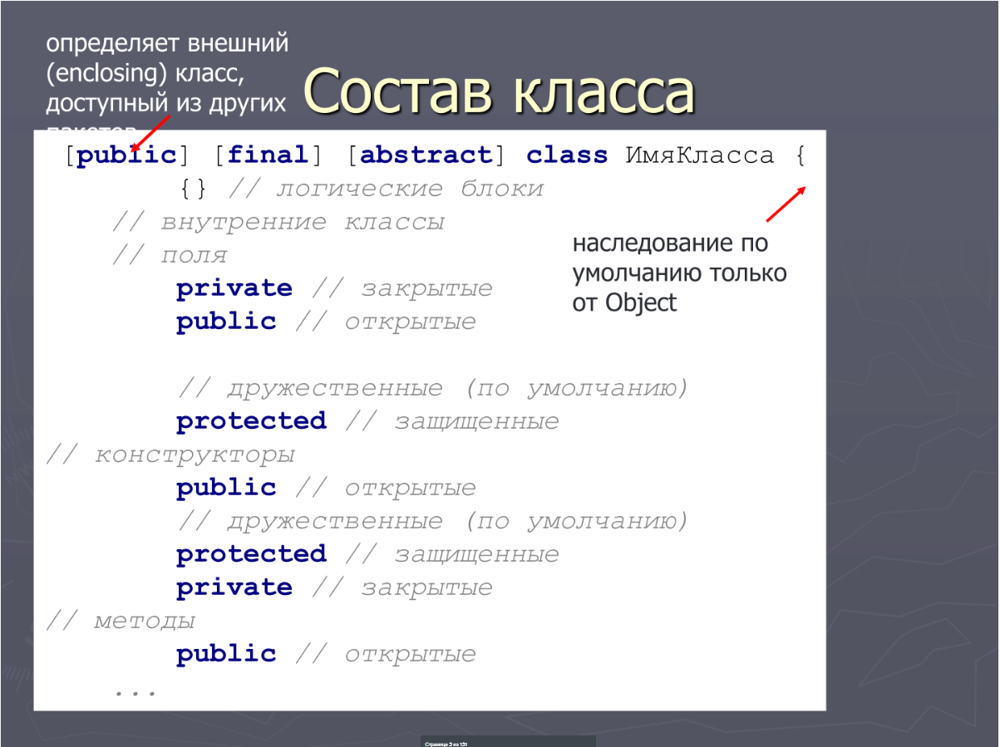 определяет внешний
(enclosing) класс,
доступный из других
пакетов
Состав класса
[public] [final] [abstract] class ИмяКласса {
{} // логические блоки
// внутренние классы
// поля
private // закрытые
public // открытые
// дружественные (по умолчанию)
protected // защищенные
// конструкторы
public // открытые
// дружественные (по умолчанию)
protected // защищенные
private // закрытые
// методы
public // открытые
...
наследование по
умолчанию только
от Object
Страница 3 из 131